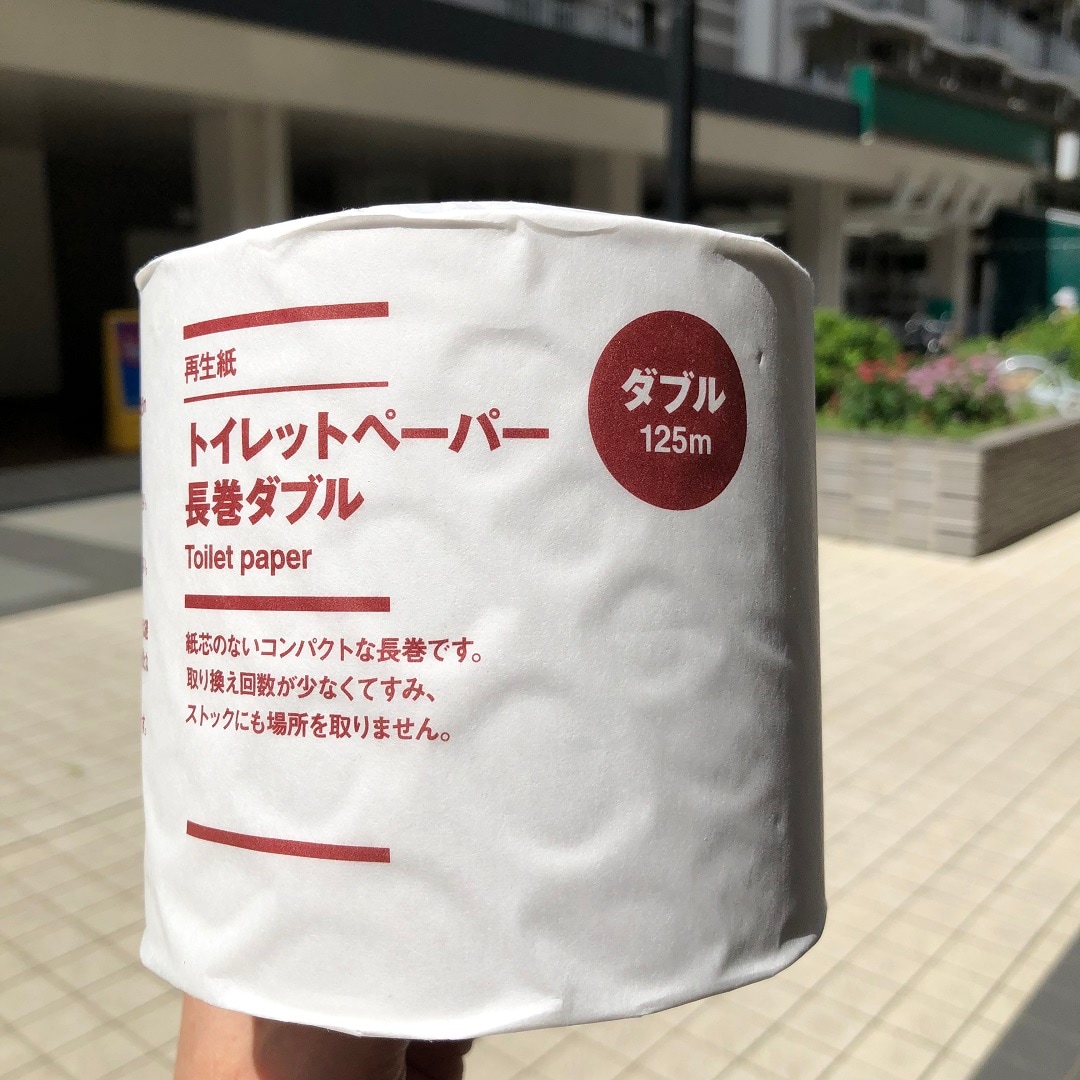 再生紙
トイレットペーパー
長巻ダブル
Toilet paper
紙芯のないコンパクトな長巻です。
取り換え回数が少なくてすみ、
ストックにも場所を取りません。
ダブル
125m